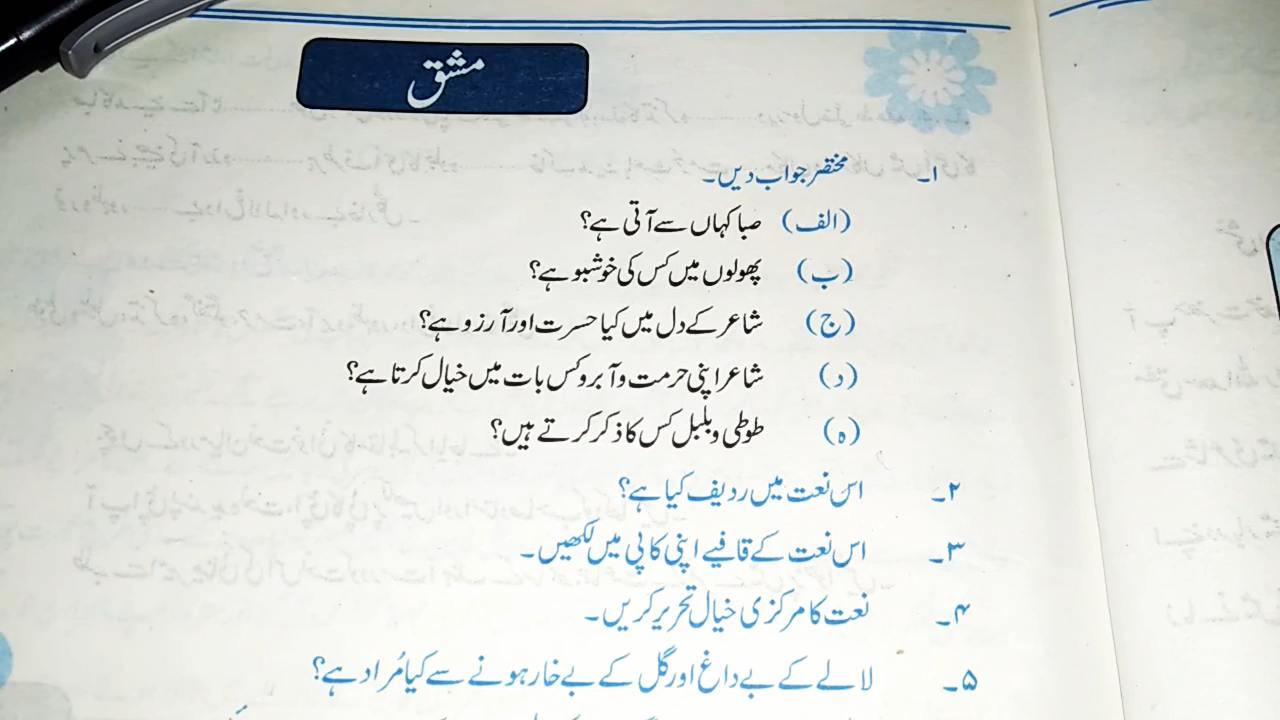 مشق
۱۔ مختصر جواب دیں۔
(الف) صبا کہاں سے آتی ہے؟
(ب) پھولوں میں کس کی خوشبو ہے؟
(ج) شاعر کے دل میں کیا حسرت اور آرزو ہے؟
(د) شاعر اپنی حرمت و آبرو کس بات میں خیال کرتا ہے؟
(ہ) طوطی و بلبل کس کا ذکر کرتے ہیں؟
۲۔ اس نعت میں ردیف کیا ہے؟
۳۔ اس نعت کے قافیے اپنی کاپی میں لکھیں۔
۴۔ نعت کا مرکزی خیال تحریر کریں۔
۵۔ لالے کے بے داغ اور گل کے بے خار ہونے سے کیا مُراد ہے؟